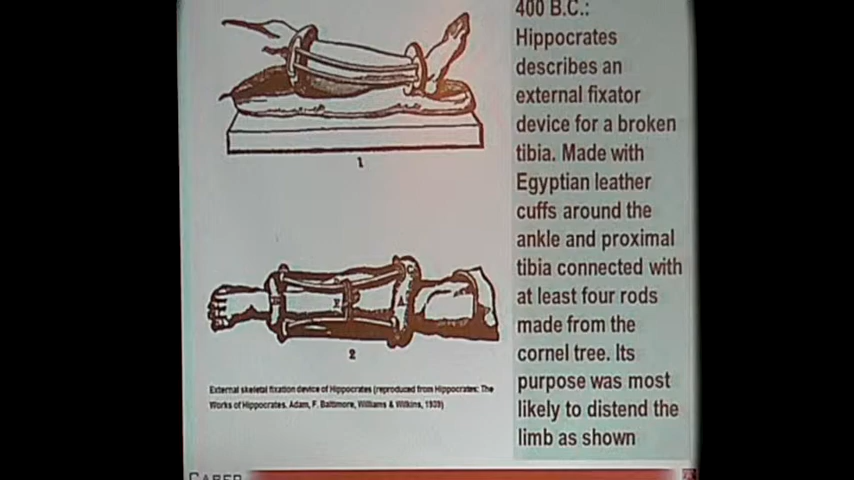 400 B.C.:
Hippocrates
describes an
external fixator
device for a broken
tibia. Made with
Egyptian leather
cuffs around the
ankle and proximal
tibia connected with
at least four rods
made from the
cornel tree. Its
purpose was most
likely to distend the
limb as shown
1
2
External skeletal fixation device of Hippocrates (reproduced from Hippocrates: The
Works of Hippocrates. Adam, F. Baltimore, Williams & Wilkins, 1939)